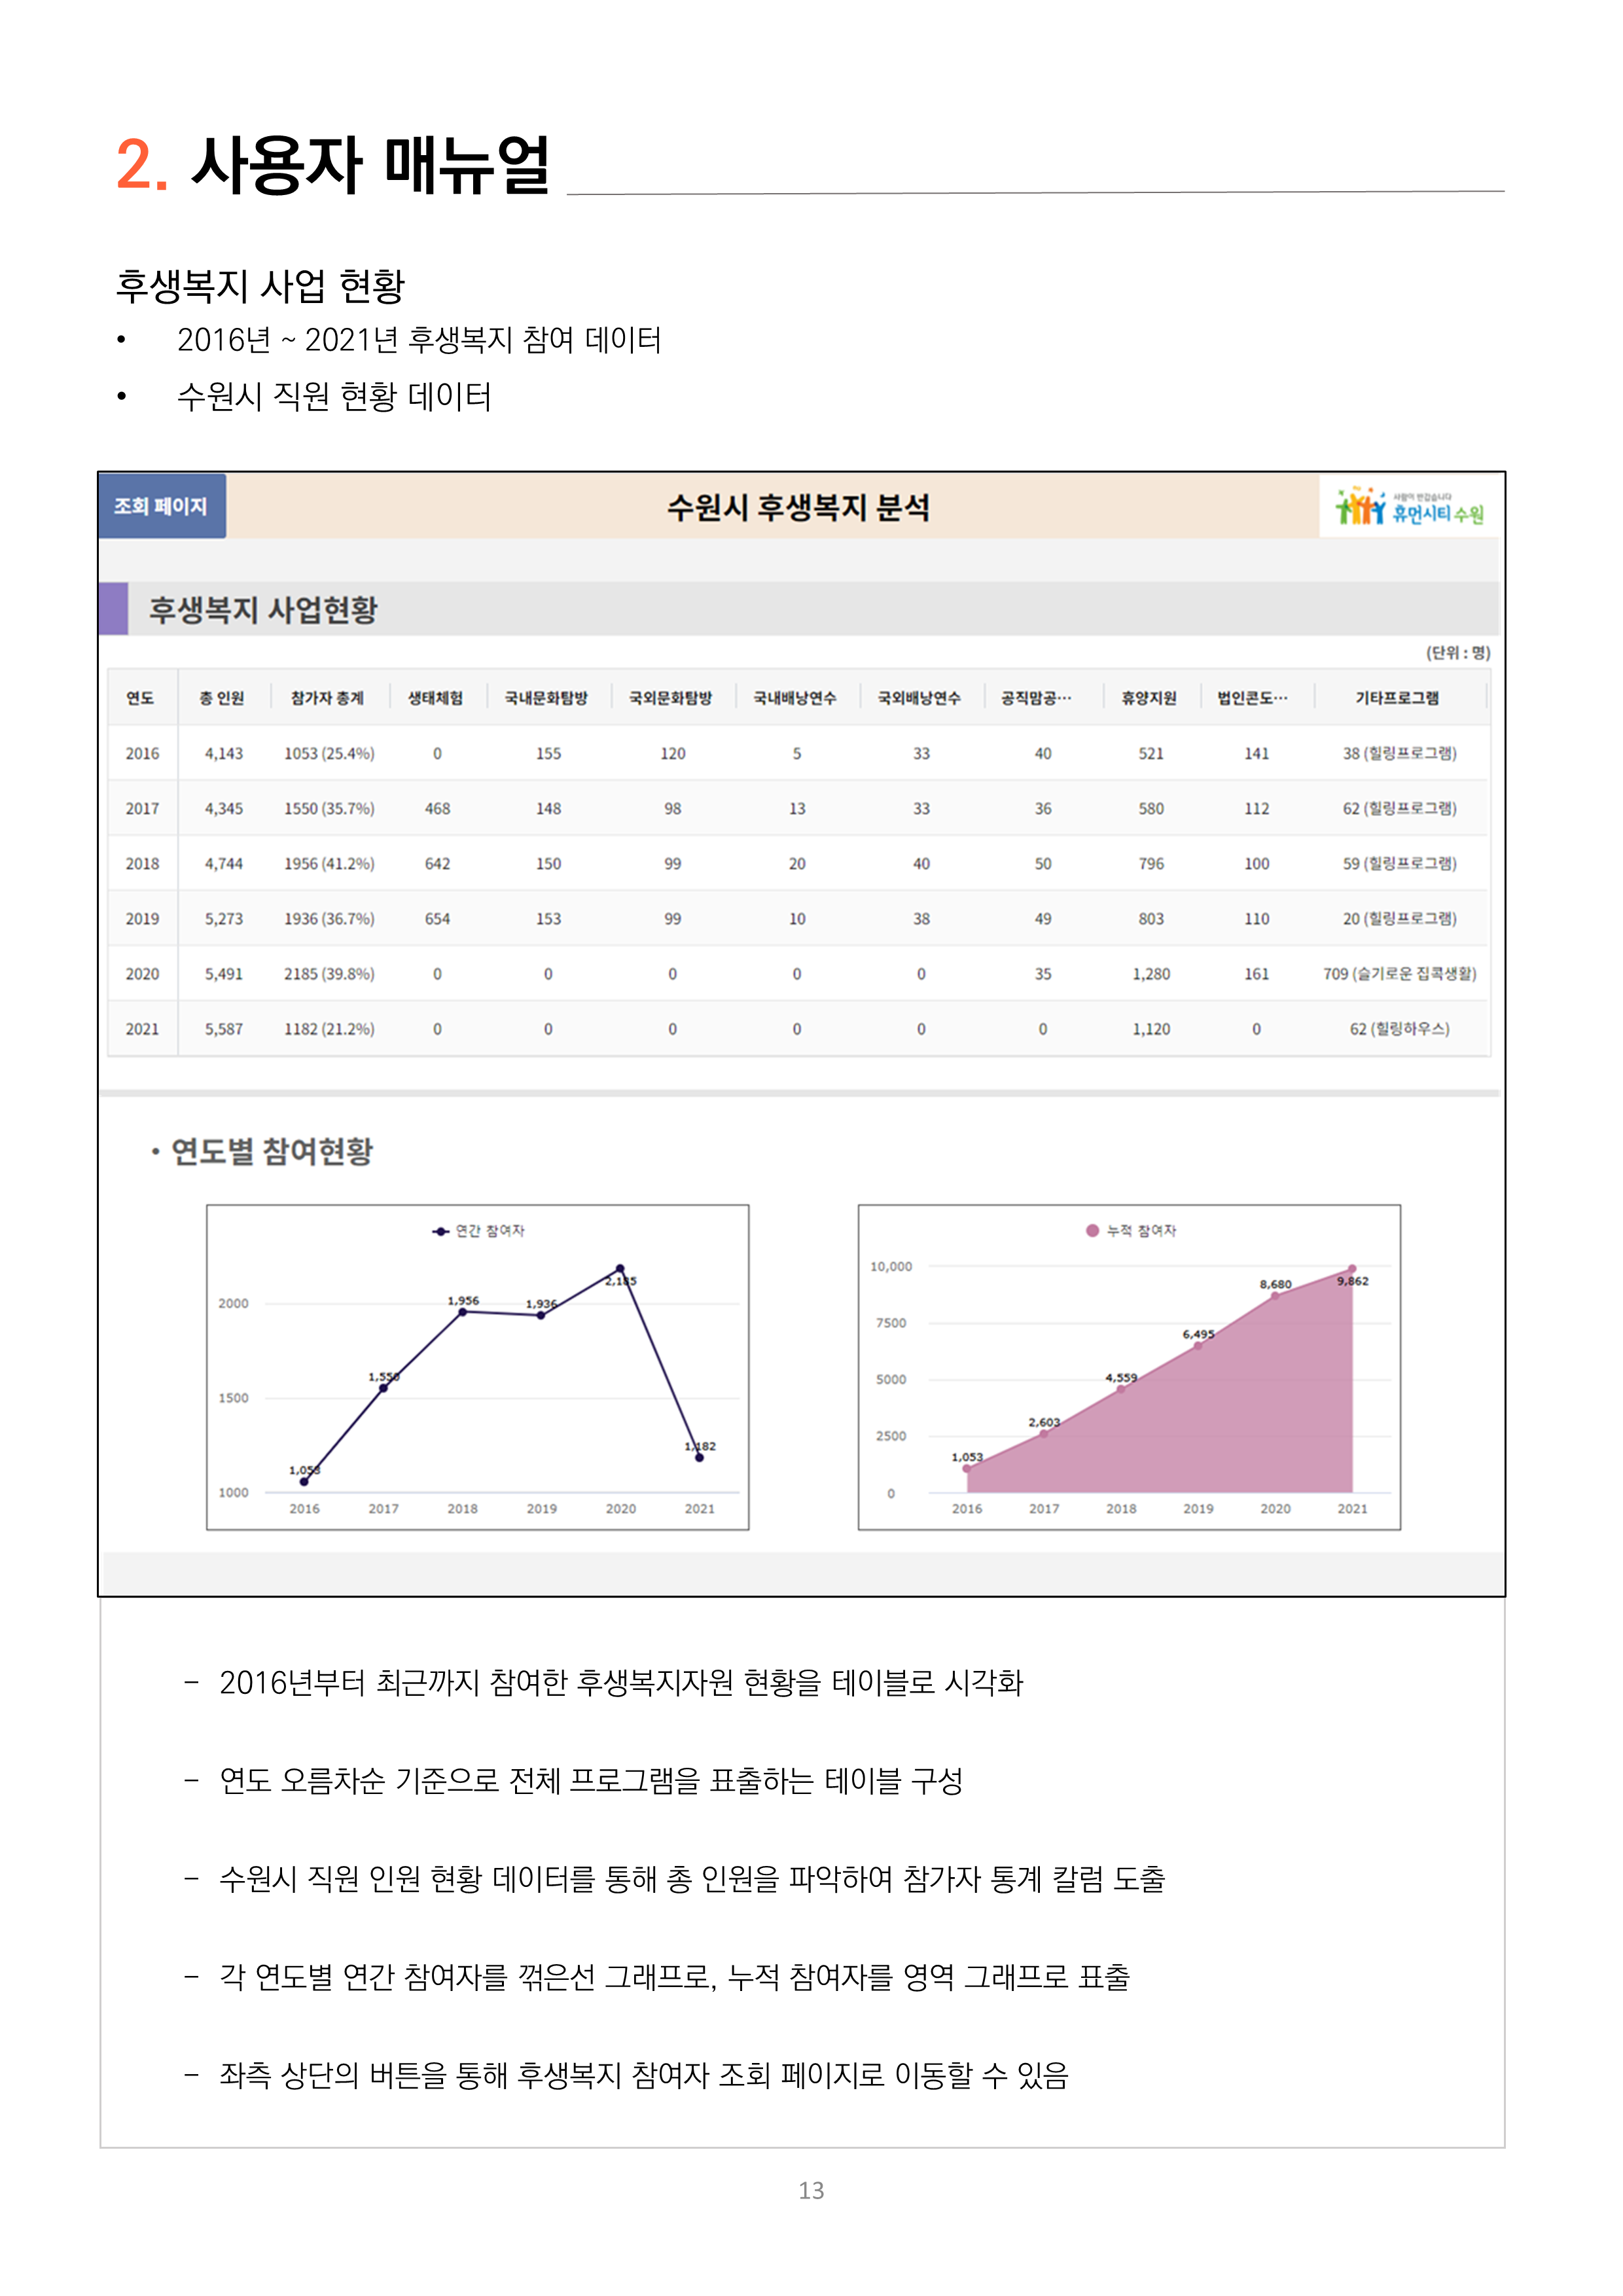 2. 사용자 매뉴얼
후생복지 사업 현황
• 2016년 ~ 2021년 후생복지 참여 데이터
• 수원시 직원 현황 데이터
조회 페이지 수원시 후생복지 분석 사람이 반갑습니다
휴먼시티 수원
후생복지 사업현황
(단위 : 명)
연도 총 인원 참가자 총계 생태체험 국내문화탐방 국외문화탐방 국내배낭연수 국외배낭연수 공직맘공··· 휴양지원 법인콘도··· 기타프로그램
2016 4,143 1053 (25.4%) 0 155 120 5 33 40 521 141 38 (힐링프로그램)
2017 4,345 1550 (35.7%) 468 148 98 13 33 36 580 112 62 (힐링프로그램)
2018 4,744 1956 (41.2%) 642 150 99 20 40 50 796 100 59 (힐링프로그램)
2019 5,273 1936 (36.7%) 654 153 99 10 38 49 803 110 20 (힐링프로그램)
2020 5,491 2185 (39.8%) 0 0 0 0 0 35 1,280 161 709 (슬기로운 집콕생활)
2021 5,587 1182 (21.2%) 0 0 0 0 0 0 1,120 0 62 (힐링하우스)
• 연도별 참여현황
연간 참여자
2000
1500
1000
1,053 1,550 1,956 1,936 2,185 1,182
2016 2017 2018 2019 2020 2021
누적 참여자
10,000
7500
5000
2500
0
1,053 2,603 4,559 6,495 8,680 9,862
2016 2017 2018 2019 2020 2021
– 2016년부터 최근까지 참여한 후생복지자원 현황을 테이블로 시각화
– 연도 오름차순 기준으로 전체 프로그램을 표출하는 테이블 구성
– 수원시 직원 인원 현황 데이터를 통해 총 인원을 파악하여 참가자 통계 칼럼 도출
– 각 연도별 연간 참여자를 꺾은선 그래프로, 누적 참여자를 영역 그래프로 표출
– 좌측 상단의 버튼을 통해 후생복지 참여자 조회 페이지로 이동할 수 있음
13